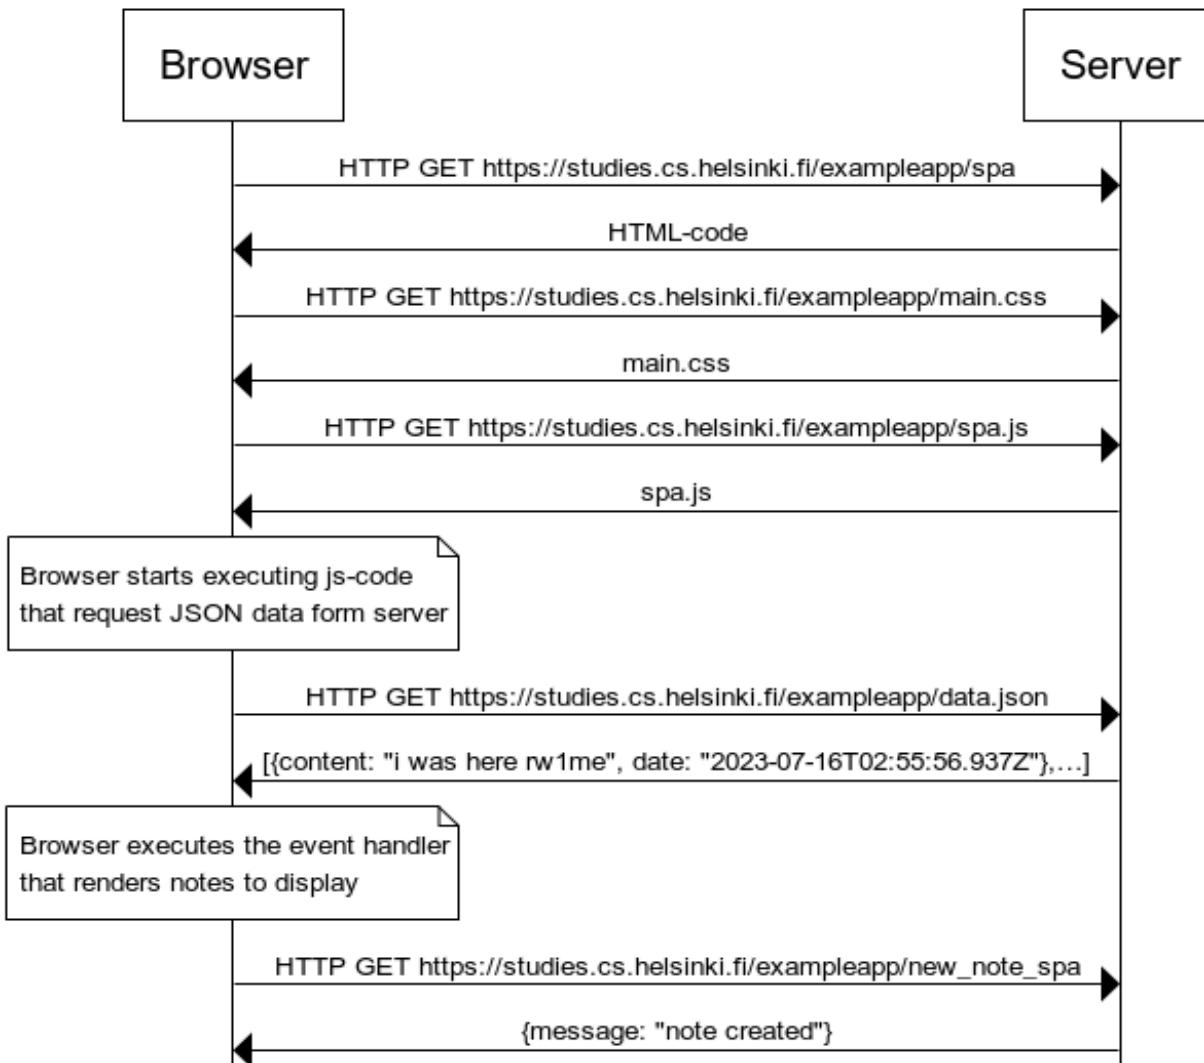 Browser
Server
HTTP GET https://studies.cs.helsinki.fi/exampleapp/spa
HTML-code
HTTP GET https://studies.cs.helsinki.fi/exampleapp/main.css
main.css
HTTP GET https://studies.cs.helsinki.fi/exampleapp/spa.js
spa.js
Browser starts executing js-code
that request JSON data form server
HTTP GET https://studies.cs.helsinki.fi/exampleapp/data.json
[{content: "i was here rw1me", date: "2023-07-16T02:55:56.937Z"},…]
Browser executes the event handler
that renders notes to display
HTTP GET https://studies.cs.helsinki.fi/exampleapp/new_note_spa
{message: "note created"}